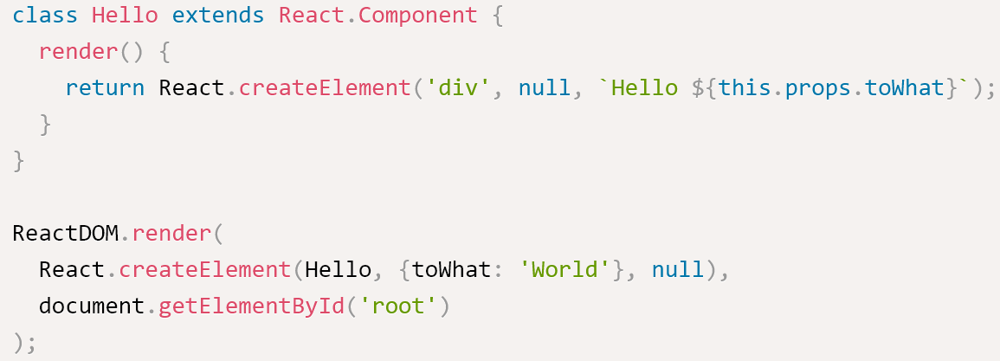 class Hello extends React.Component {
  render() {
    return React.createElement('div', null, `Hello ${this.props.toWhat}`);
  }
}

ReactDOM.render(
  React.createElement(Hello, {toWhat: 'World'}, null),
  document.getElementById('root')
);